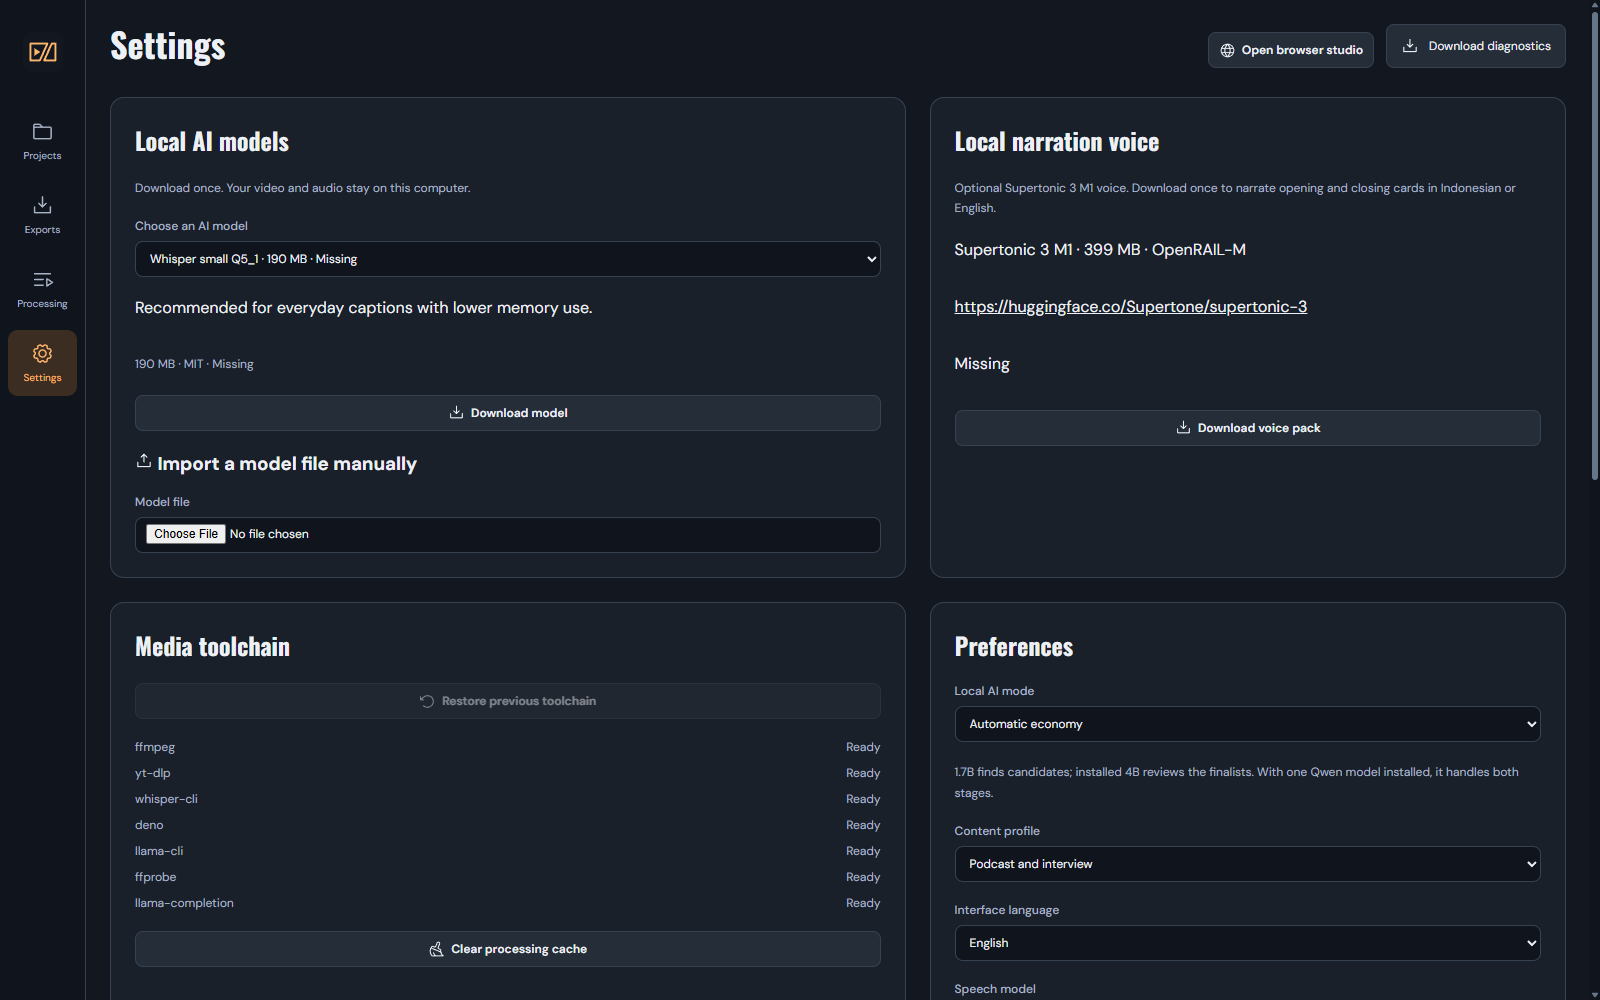 Settings
Open browser studio
Download diagnostics
Projects
Exports
Processing
Settings
Local AI models
Download once. Your video and audio stay on this computer.
Choose an AI model
Whisper small Q5_1 · 190 MB · Missing
Recommended for everyday captions with lower memory use.
190 MB · MIT · Missing
Download model
Import a model file manually
Model file
Choose File No file chosen
Local narration voice
Optional Supertonic 3 M1 voice. Download once to narrate opening and closing cards in Indonesian or
English.
Supertonic 3 M1 · 399 MB · OpenRAIL-M
https://huggingface.co/Supertone/supertonic-3
Missing
Download voice pack
Media toolchain
Restore previous toolchain
ffmpeg Ready
yt-dlp Ready
whisper-cli Ready
deno Ready
llama-cli Ready
ffprobe Ready
llama-completion Ready
Clear processing cache
Preferences
Local AI mode
Automatic economy
1.7B finds candidates; installed 4B reviews the finalists. With one Qwen model installed, it handles both
stages.
Content profile
Podcast and interview
Interface language
English
Speech model